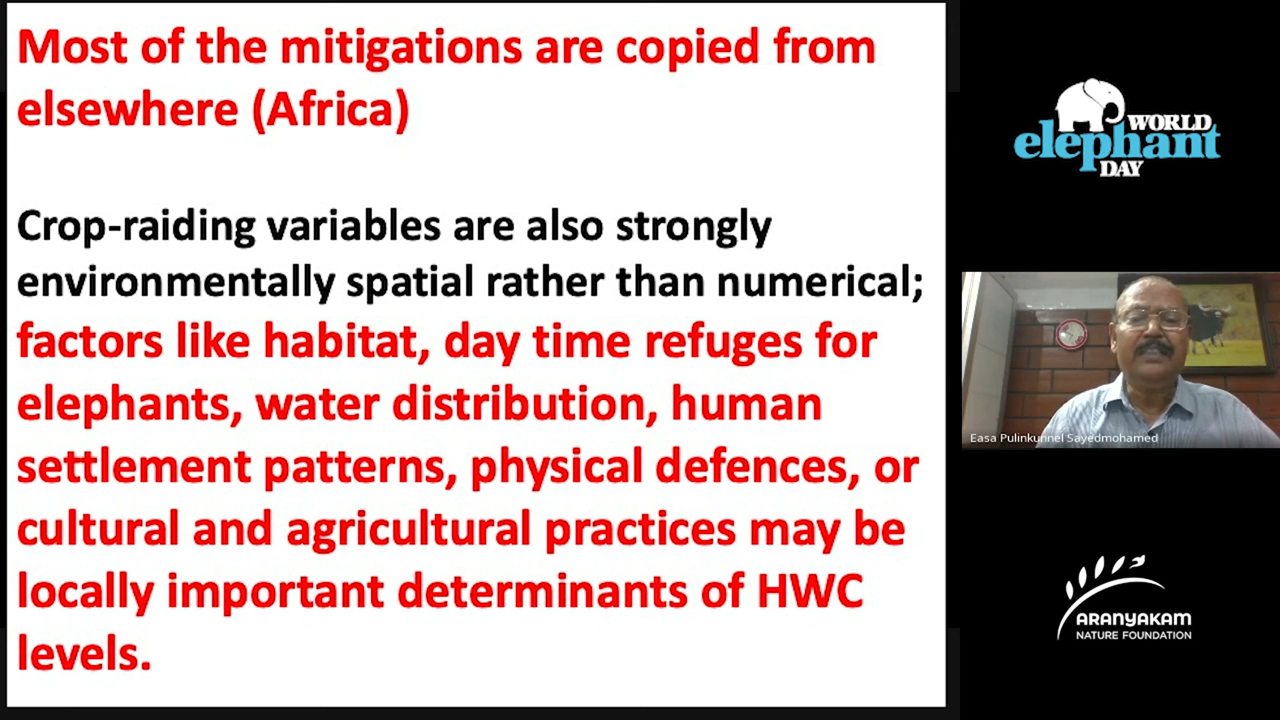 Most of the mitigations are copied from
elsewhere (Africa)
Crop-raiding variables are also strongly
environmentally spatial rather than numerical;
factors like habitat, day time refuges for
elephants, water distribution, human
settlement patterns, physical defences, or
cultural and agricultural practices may be
locally important determinants of HWC
levels.
WORLD
elephant
DAY
Easa Pulinkunnel Sayedmohamed
ARANYAKAM
NATURE FOUNDATION